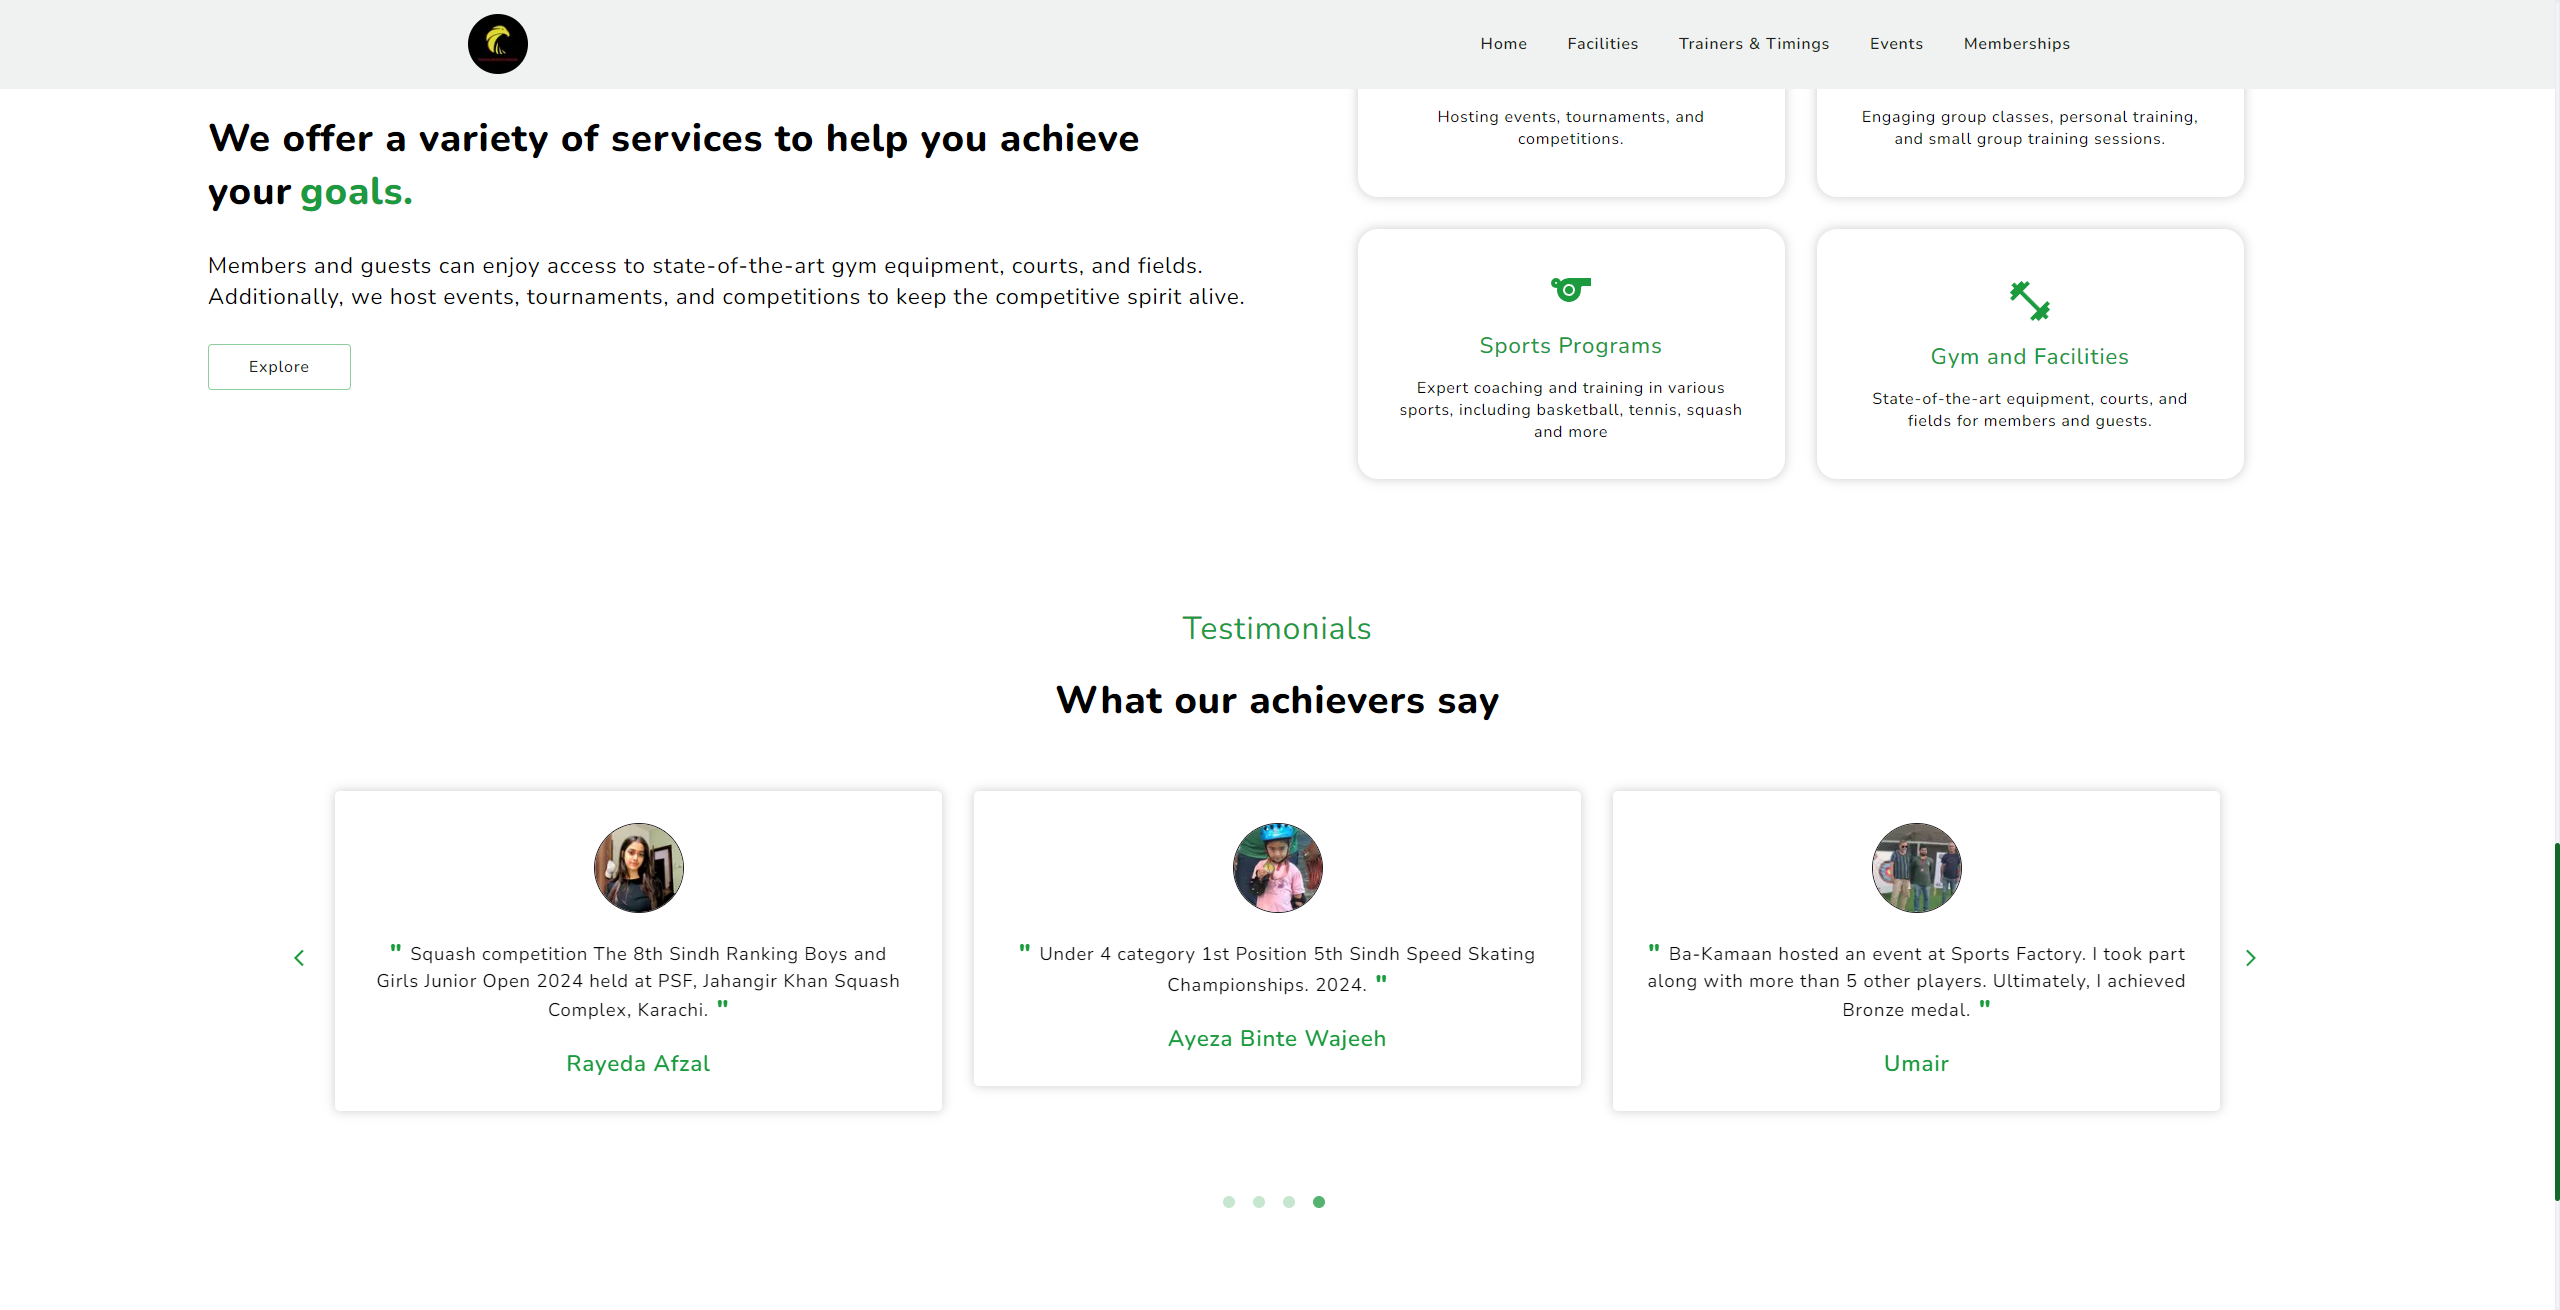 Home Facilities Trainers & Timings Events Memberships
We offer a variety of services to help you achieve
your goals.
Members and guests can enjoy access to state-of-the-art gym equipment, courts, and fields.
Additionally, we host events, tournaments, and competitions to keep the competitive spirit alive.
Explore
Hosting events, tournaments, and
competitions.
Engaging group classes, personal training,
and small group training sessions.
Sports Programs
Expert coaching and training in various
sports, including basketball, tennis, squash
and more
Gym and Facilities
State-of-the-art equipment, courts, and
fields for members and guests.
Testimonials
What our achievers say
" Squash competition The 8th Sindh Ranking Boys and
Girls Junior Open 2024 held at PSF, Jahangir Khan Squash
Complex, Karachi. "
Rayeda Afzal
" Under 4 category 1st Position 5th Sindh Speed Skating
Championships. 2024. "
Ayeza Binte Wajeeh
" Ba-Kamaan hosted an event at Sports Factory. I took part
along with more than 5 other players. Ultimately, I achieved
Bronze medal. "
Umair